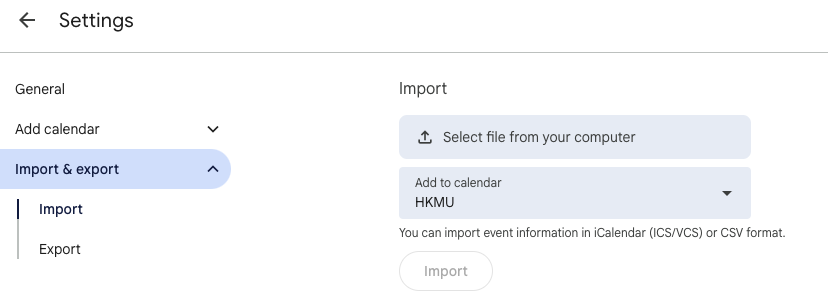 Settings
General
Add calendar
Import & export
Import
Export
Import
Select file from your computer
Add to calendar
HKMU
You can import event information in iCalendar (ICS/VCS) or CSV format.
Import